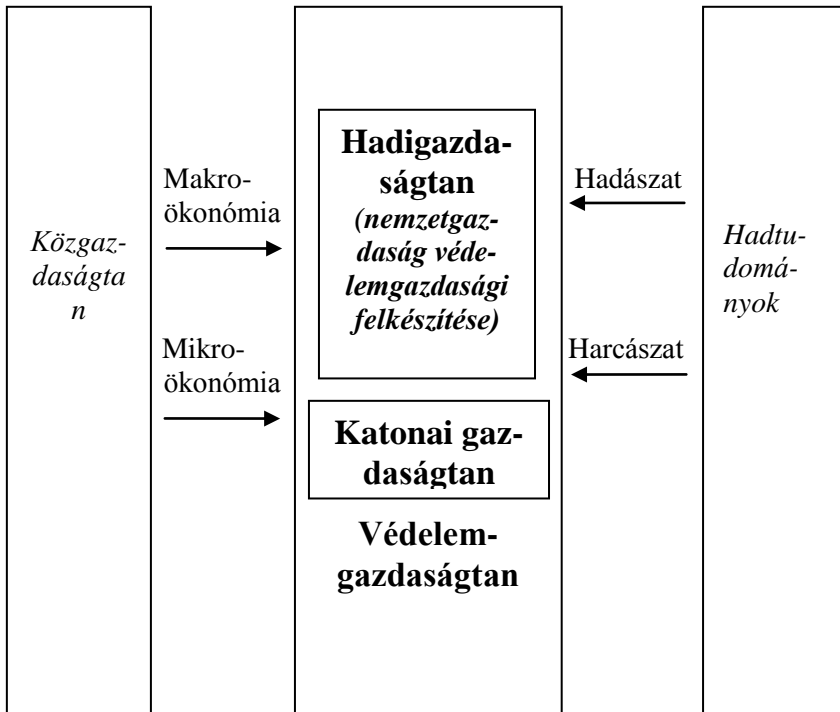 Közgaz-
daságta
n
Makro-
ökonómia
Mikro-
ökonómia
Hadigazda-
ságtan
(nemzetgaz-
daság véde-
lemgazdasági
felkészítése)
Katonai gaz-
daságtan
Védelem-
gazdaságtan
Hadászat
Harcászat
Hadtu-
domá-
nyok